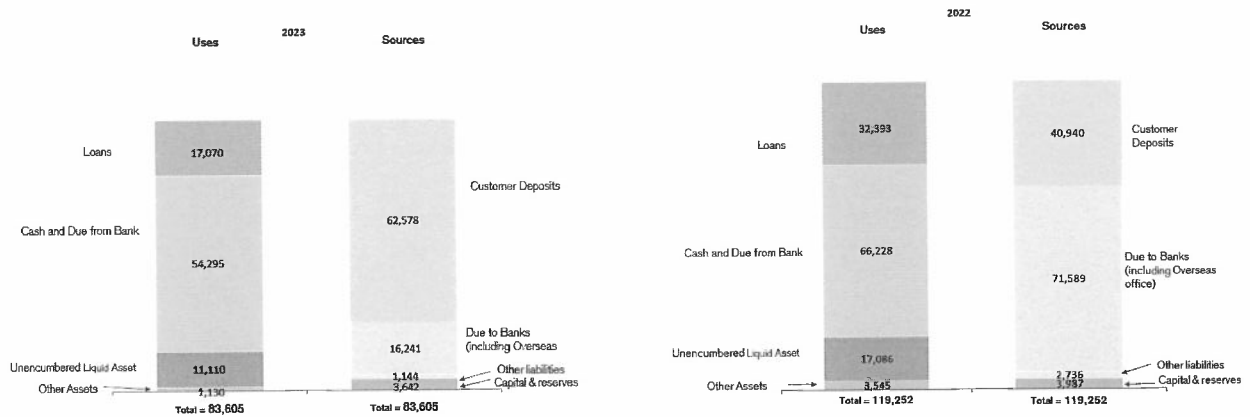 2023
Uses
Sources
Loans
17,070
Customer Deposits
62,578
Cash and Due from Bank
54,295
Due to Banks
(including Overseas
16,241
Unencumbered Liquid Asset
11,110
Other liabilities
1,144
Other Assets
1,130
Capital & reserves
3,642
Total = 83,605
Total = 83,605
2022
Uses
Sources
Loans
32,393
40,940
Customer
Deposits
Cash and Due from Bank
66,228
71,589
Due to Banks
(including Overseas
office)
Unencumbered Liquid Asset
17,086
Other liabilities
2,736
Other Assets
3,545
Capital & reserves
3,987
Total = 119,252
Total = 119,252